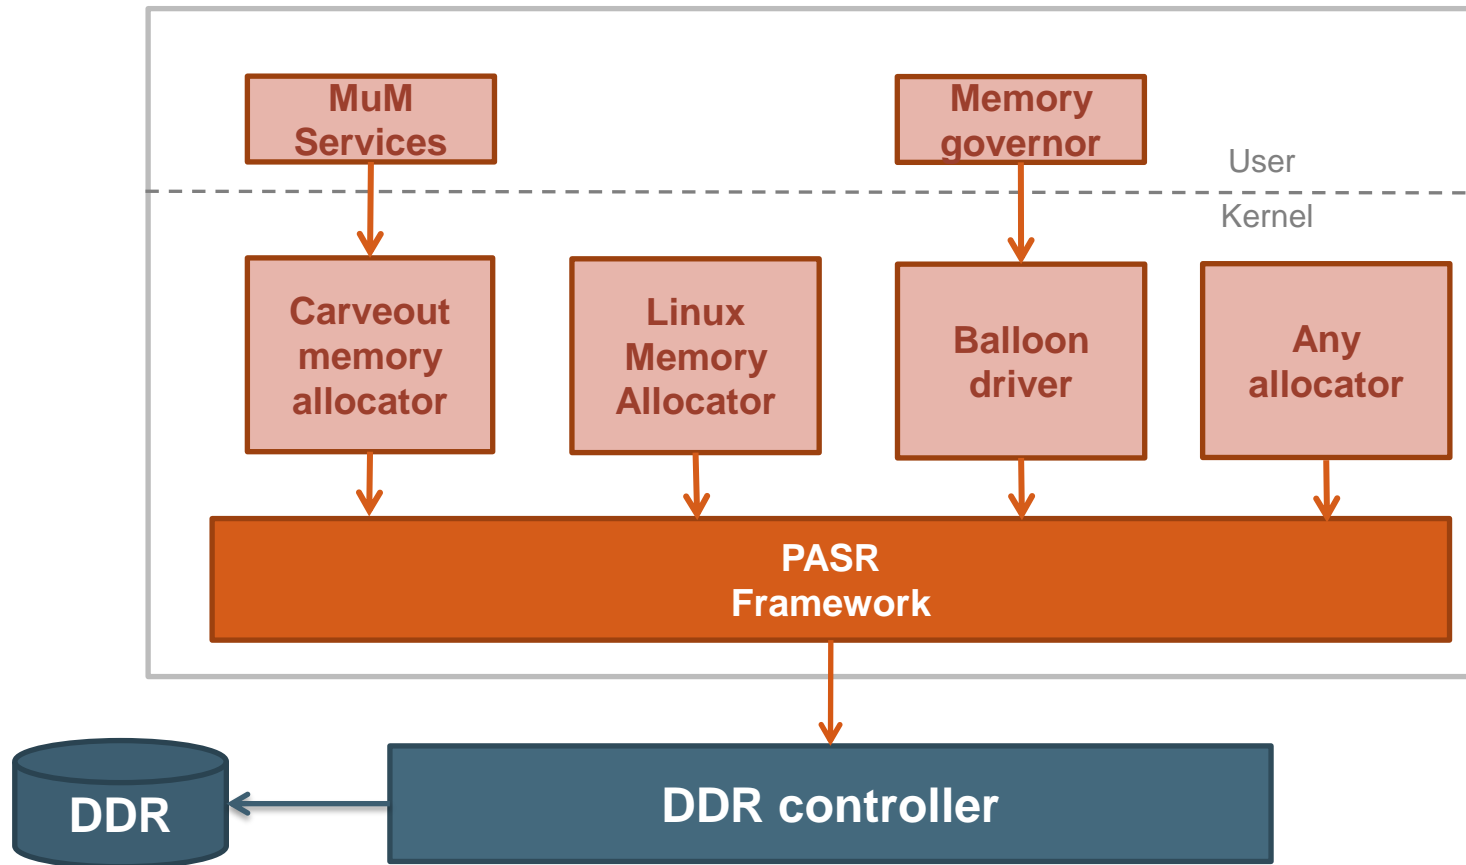 MuM
Services
Memory
governor
User
Kernel
Carveout
memory
allocator
Linux
Memory
Allocator
Balloon
driver
Any
allocator
PASR
Framework
DDR controller
DDR